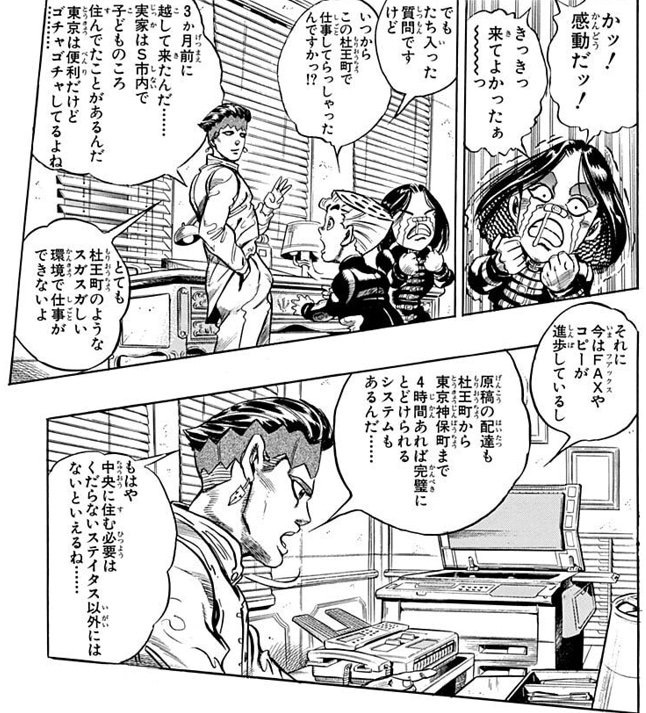 カッ！
感動だッ！
きっきっ
来てよかったぁ
～～っ
でも
たち入った
質問です
けど
いつから
この杜王町で
仕事してらっしゃった
んですかっ!?
3か月前に
越して来たんだ……
実家はS市内で
子どものころ
住んでたことがあるんだ
東京は便利だけど
ゴチャゴチャしてるよね……
とても
杜王町のような
スガスがしい
環境で仕事が
できないよ
それに
今はFAXや
コピーが
進歩しているし
原稿の配達も
杜王町から
東京神保町まで
4時間あれば完璧に
とどけられる
システムも
あるんだ……
もはや
中央に住む必要は
くだらないステイタス以外には
ないといえるね……